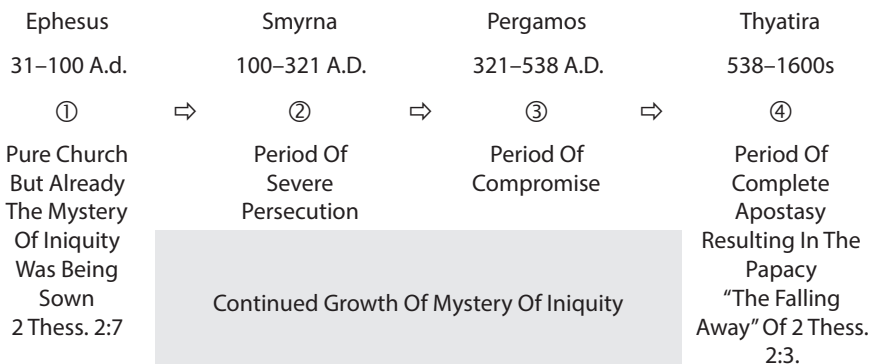 Ephesus
Smyrna
Pergamos
Thyatira
31–100 A.d.
100–321 A.D.
321–538 A.D.
538–1600s
① ⇨ ② ⇨ ③ ⇨ ④
Pure Church
But Already
The Mystery
Of Iniquity
Was Being
Sown
2 Thess. 2:7
Period Of
Severe
Persecution
Period Of
Compromise
Continued Growth Of Mystery Of Iniquity
Period Of
Complete
Apostasy
Resulting In The
Papacy
“The Falling
Away” Of 2 Thess.
2:3.